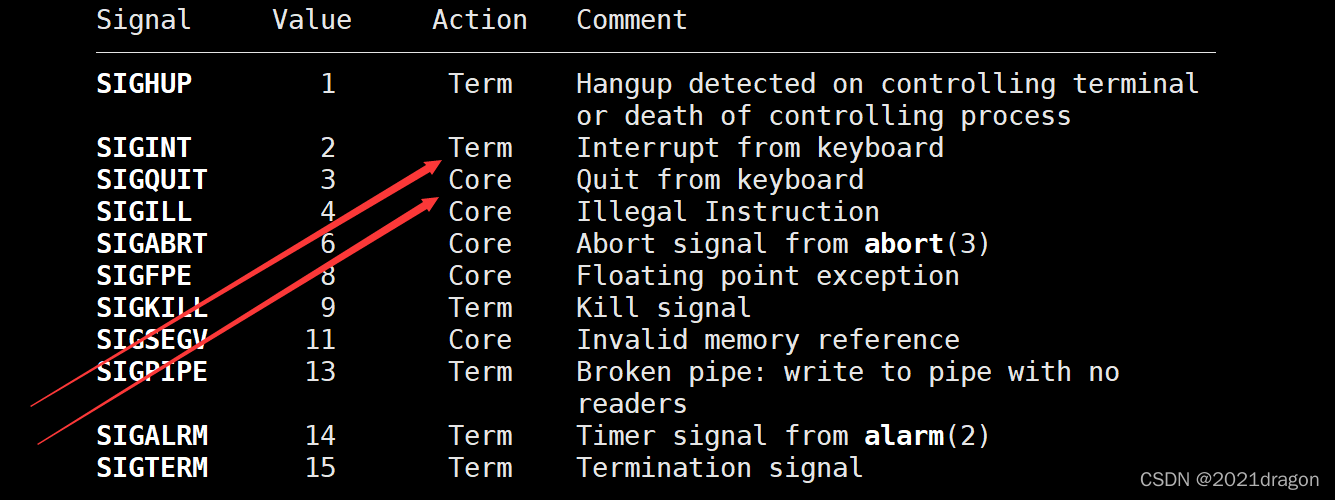 Signal Value Action Comment
SIGHUP 1 Term Hangup detected on controlling terminal
or death of controlling process
SIGINT 2 Term Interrupt from keyboard
SIGQUIT 3 Core Quit from keyboard
SIGILL 4 Core Illegal Instruction
SIGABRT 6 Core Abort signal from abort(3)
SIGFPE 8 Core Floating point exception
SIGKILL 9 Term Kill signal
SIGSEGV 11 Core Invalid memory reference
SIGPIPE 13 Term Broken pipe: write to pipe with no
readers
SIGALRM 14 Term Timer signal from alarm(2)
SIGTERM 15 Term Termination signal
CSDN @2021dragon